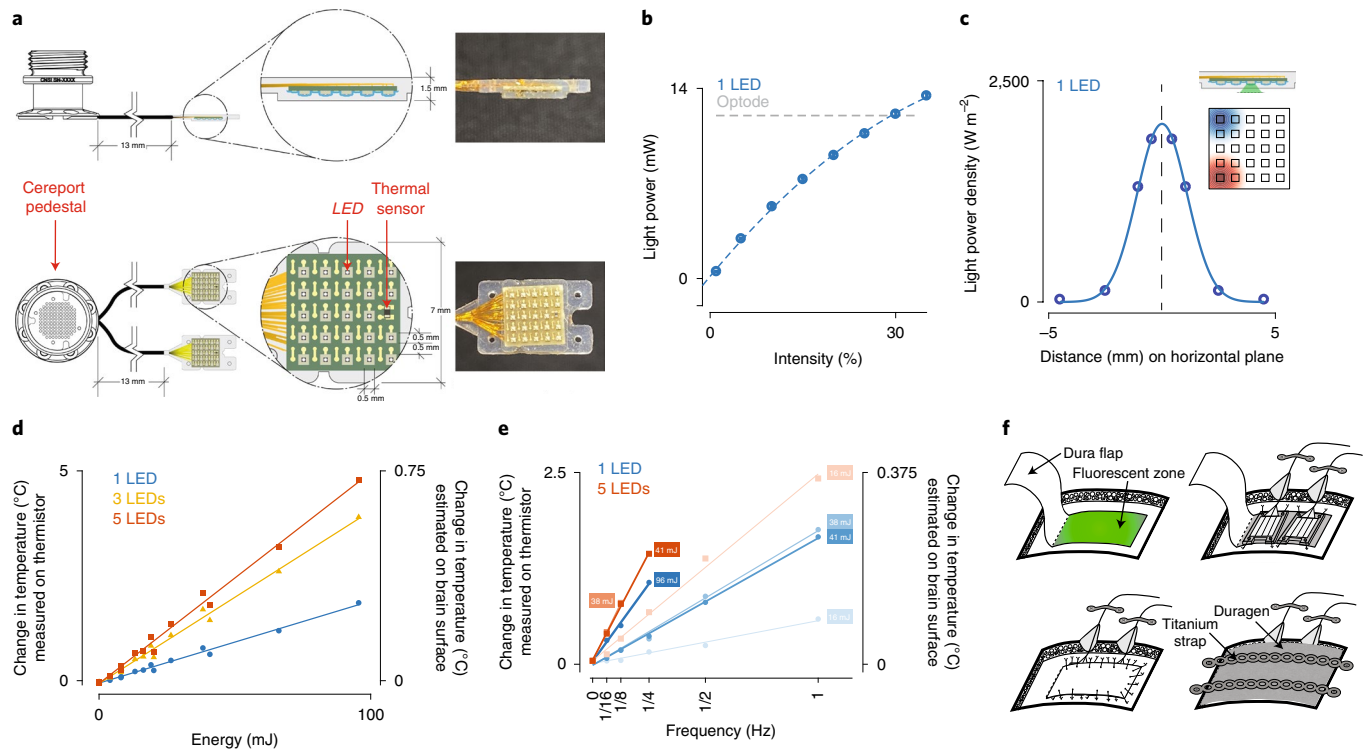 a
CNSI SN-XXXX
1.5 mm
13 mm
Cereport
pedestal
LED
Thermal
sensor
7 mm
0.5 mm
0.5 mm
0.5 mm
13 mm
b
14
1 LED
Optode
Light power (mW)
0
0
30
Intensity (%)
c
2,500
1 LED
Light power density (W m−2)
0
−5
5
Distance (mm) on horizontal plane
d
5
0.75
1 LED
3 LEDs
5 LEDs
Change in temperature (°C)
measured on thermistor
Change in temperature (°C)
estimated on brain surface
0
0
0
100
Energy (mJ)
e
2.5
0.375
1 LED
5 LEDs
16 mJ
38 mJ
41 mJ
41 mJ
96 mJ
38 mJ
16 mJ
Change in temperature (°C)
measured on thermistor
Change in temperature (°C)
estimated on brain surface
0
0
0
1/16
1/8
1/4
1/2
1
Frequency (Hz)
f
Dura flap
Fluorescent zone
Duragen
Titanium
strap